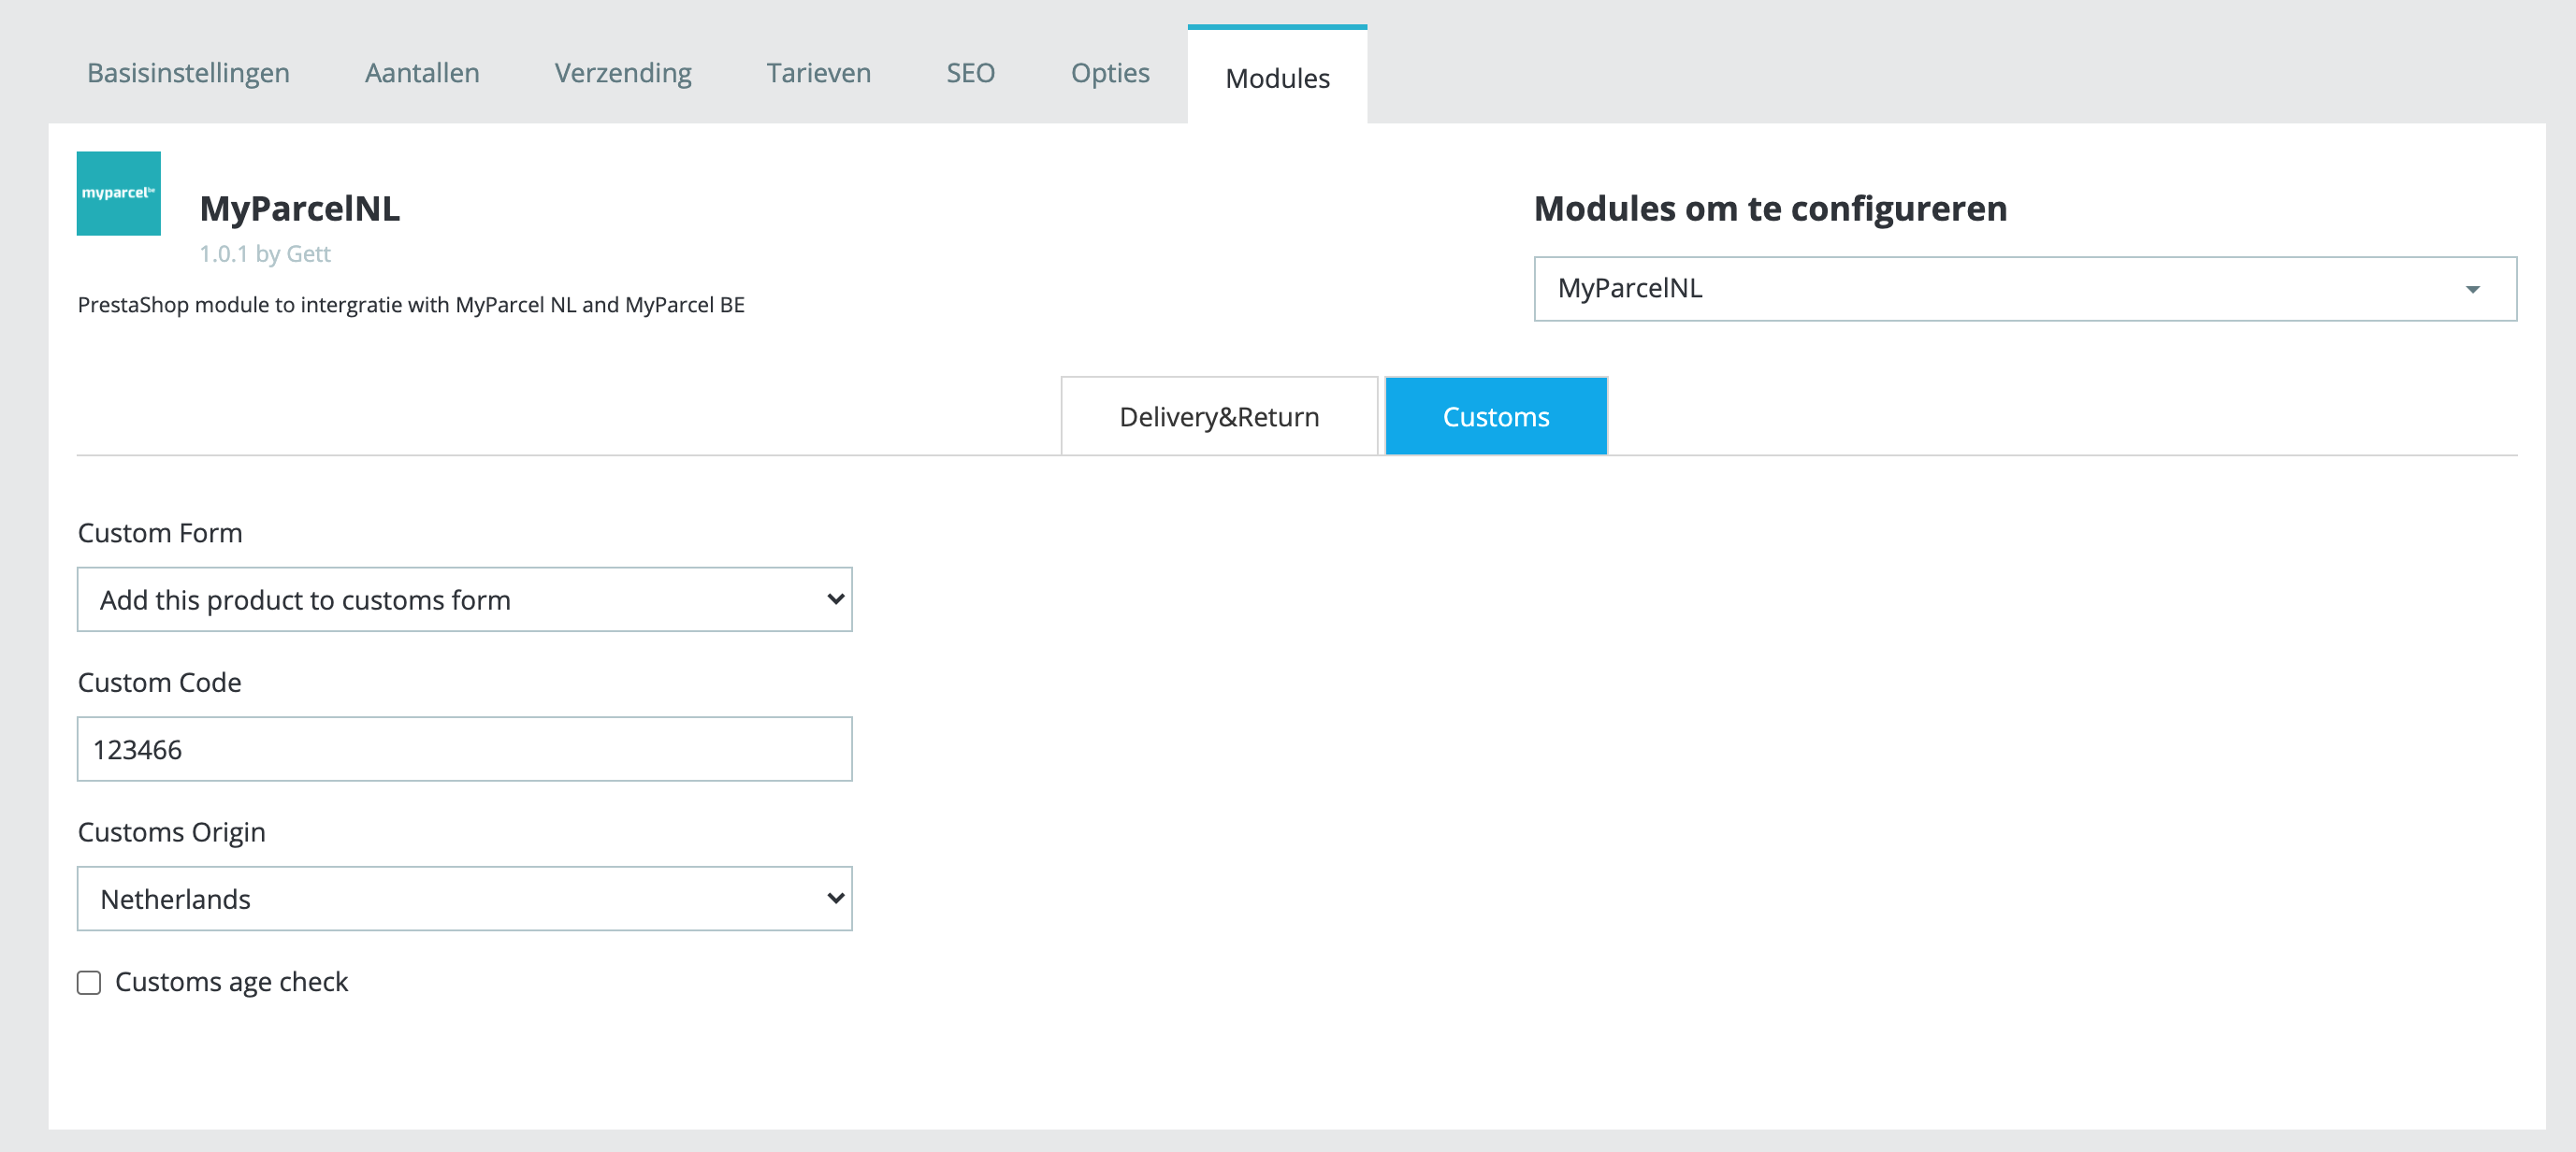 Basisinstellingen Aantallen Verzending Tarieven SEO Opties Modules
myparcel be
MyParcelNL
1.0.1 by Gett
PrestaShop module to intergratie with MyParcel NL and MyParcel BE
Modules om te configureren
MyParcelNL
Delivery&Return Customs
Custom Form
Add this product to customs form
Custom Code
123466
Customs Origin
Netherlands
Customs age check